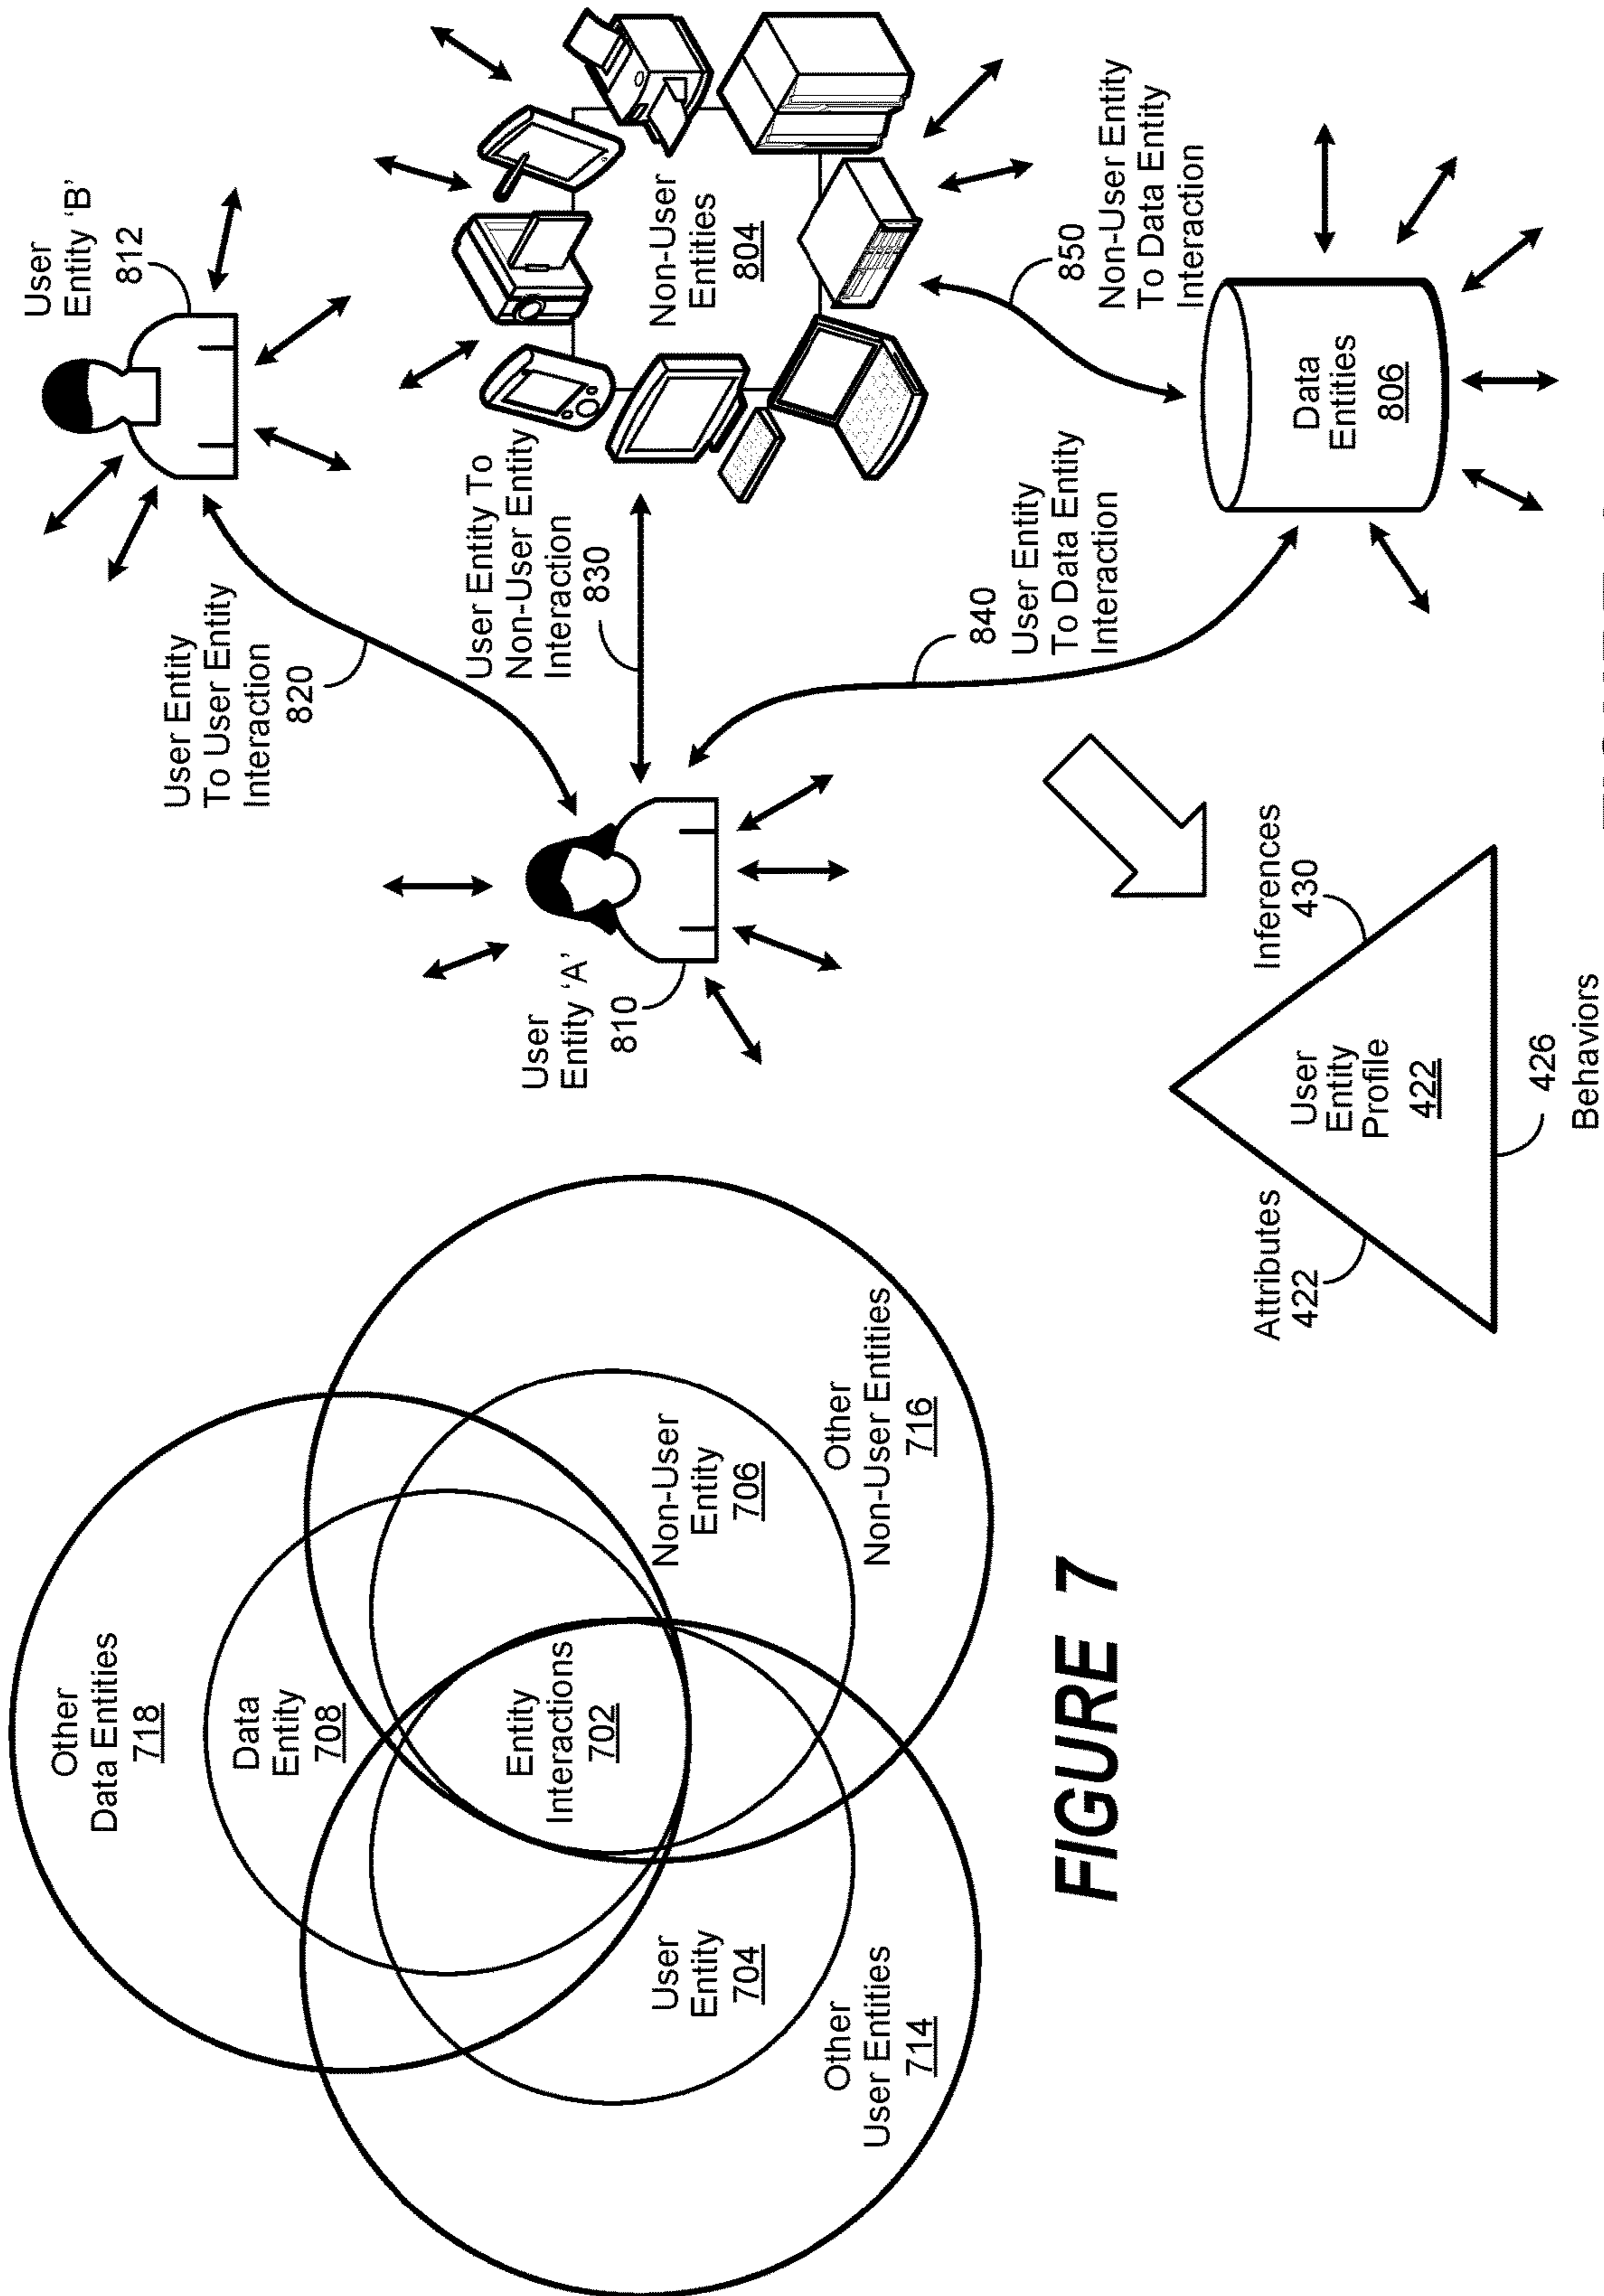 Other
Data Entities
718
Data
Entity
708
Entity
Interactions
702
User
Entity
704
Non-User
Entity
706
Other
User Entities
714
Other
Non-User Entities
716
FIGURE 7
User
Entity 'B'
812
User Entity
To User Entity
Interaction
820
User Entity To
Non-User Entity
Interaction
830
Non-User
Entities
804
User
Entity 'A'
810
840
User Entity
To Data Entity
Interaction
850
Non-User Entity
To Data Entity
Interaction
Data
Entities
806
Attributes
422
Inferences
430
User
Entity
Profile
422
426
Behaviors